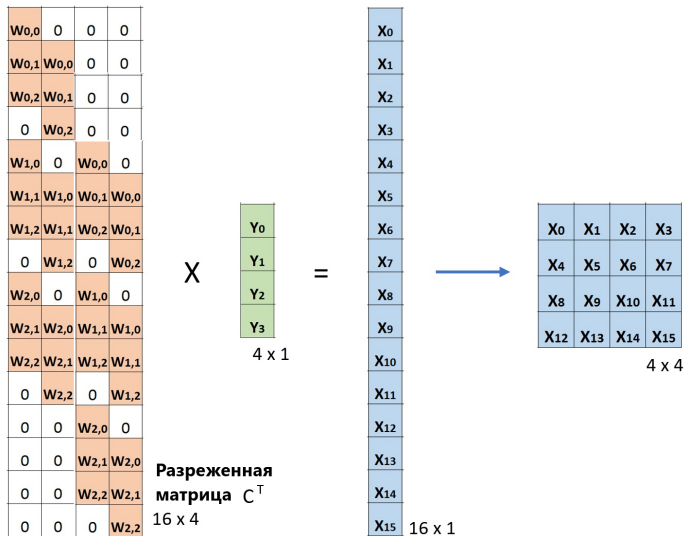 W0,0 0 0 0
W0,1 W0,0 0 0
W0,2 W0,1 0 0
0 W0,2 0 0
W1,0 0 W0,0 0
W1,1 W1,0 W0,1 W0,0
W1,2 W1,1 W0,2 W0,1
0 W1,2 0 W0,2
W2,0 0 W1,0 0
W2,1 W2,0 W1,1 W1,0
W2,2 W2,1 W1,2 W1,1
0 W2,2 0 W1,2
0 0 W2,0 0
0 0 W2,1 W2,0
0 0 W2,2 W2,1
0 0 0 W2,2
Разреженная
матрица C^T
16 x 4
X
Y0
Y1
Y2
Y3
4 x 1
=
X0
X1
X2
X3
X4
X5
X6
X7
X8
X9
X10
X11
X12
X13
X14
X15
16 x 1
X0 X1 X2 X3
X4 X5 X6 X7
X8 X9 X10 X11
X12 X13 X14 X15
4 x 4